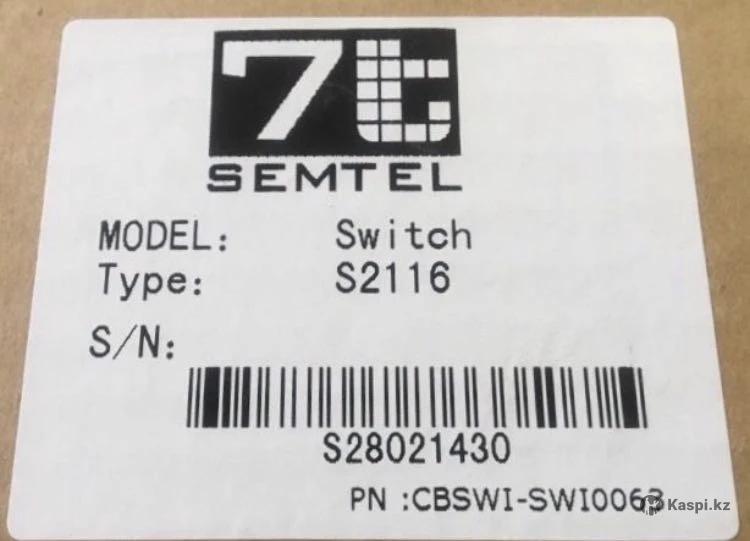 7t
SEMTEL
MODEL: Switch
Type: S2116
S/N:
S28021430
PN :CBSWI-SWI0063
Kaspi.kz